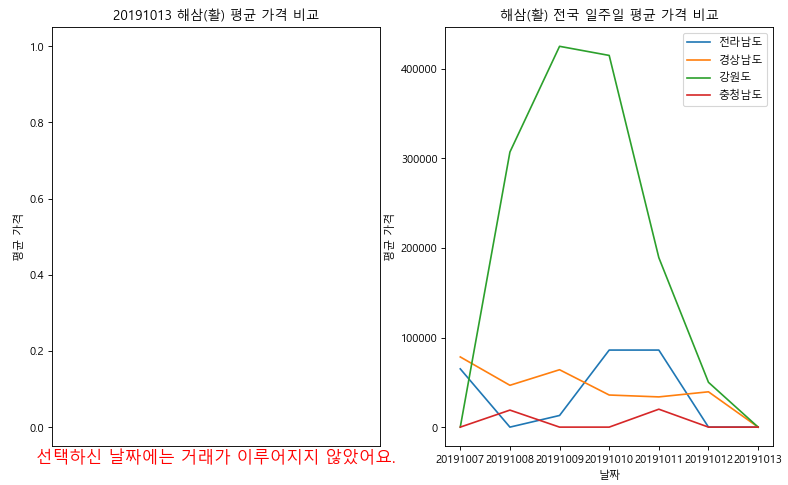 20191013 해삼(활) 평균 가격 비교
평균 가격
1.0
0.8
0.6
0.4
0.2
0.0
선택하신 날짜에는 거래가 이루어지지 않았어요.
해삼(활) 전국 일주일 평균 가격 비교
평균 가격
400000
300000
200000
100000
0
전라남도
경상남도
강원도
충청남도
20191007 20191008 20191009 20191010 20191011 20191012 20191013
날짜